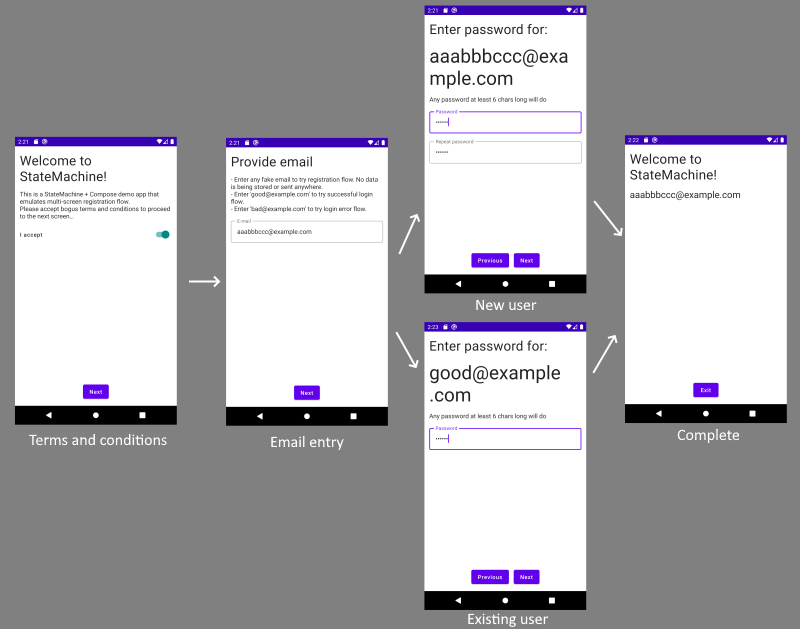 2:21
Welcome to
StateMachine!
This is a StateMachine + Compose demo app that
emulates multi-screen registration flow.
Please accept bogus terms and conditions to proceed
to the next screen...
I accept
Next
Terms and conditions
2:21
Provide email
- Enter any fake email to try registration flow. No data
is being stored or sent anywhere.
- Enter 'good@example.com' to try successful login
flow.
- Enter 'bad@example.com' to try login error flow.
E-mail
aaabbbccc@example.com
Next
Email entry
2:21
Enter password for:
aaabbbccc@exa
mple.com
Any password at least 6 chars long will do
Password
••••••
Repeat password
••••••
Previous
Next
New user
2:23
Enter password for:
good@example
.com
Any password at least 6 chars long will do
Password
••••••
Previous
Next
Existing user
2:22
Welcome to
StateMachine!
aaabbbccc@example.com
Exit
Complete